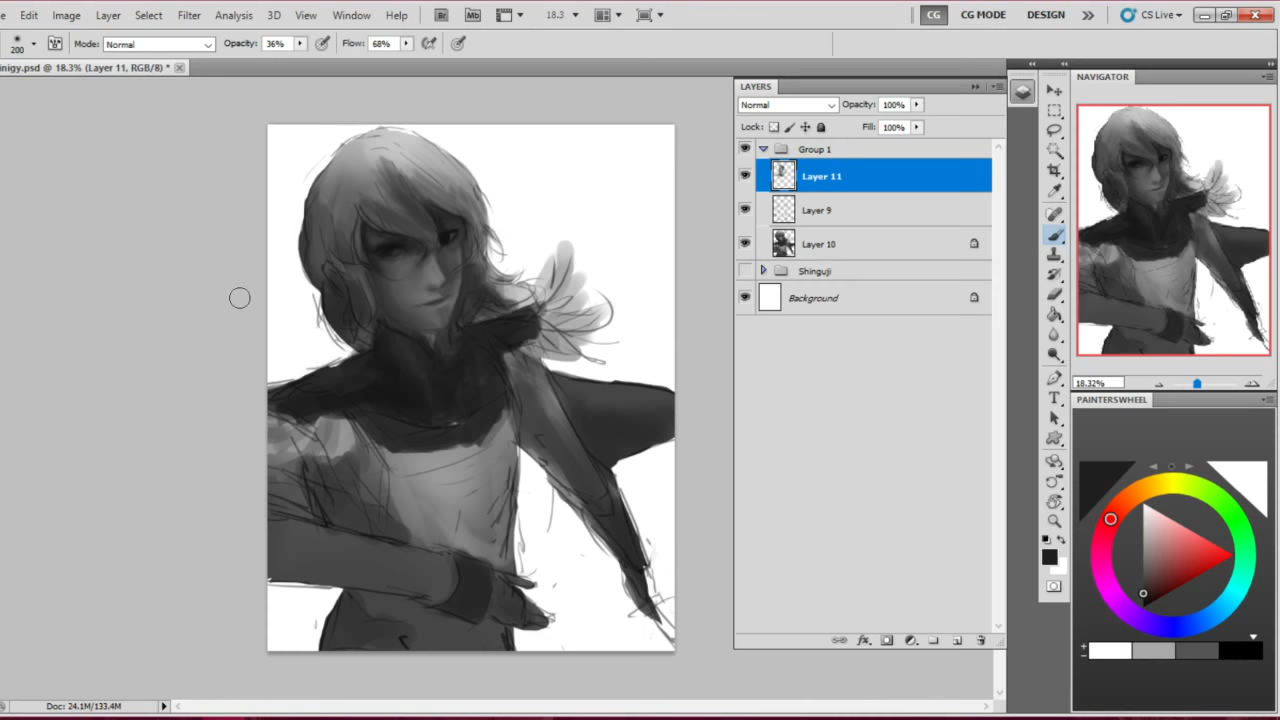 Edit Image Layer Select Filter Analysis 3D View Window Help Br Mb 18.3 CG CG MODE DESIGN CS Live
200 Mode: Normal Opacity: 36% Flow: 68%
inigy.psd @ 18.3% (Layer 11, RGB/8) *
LAYERS
Normal Opacity: 100%
Lock: Fill: 100%
Group 1
Layer 11
Layer 9
Layer 10
Shinguji
Background
fx
NAVIGATOR
18.32%
PAINTERSWHEEL
Doc: 24.1M/133.4M